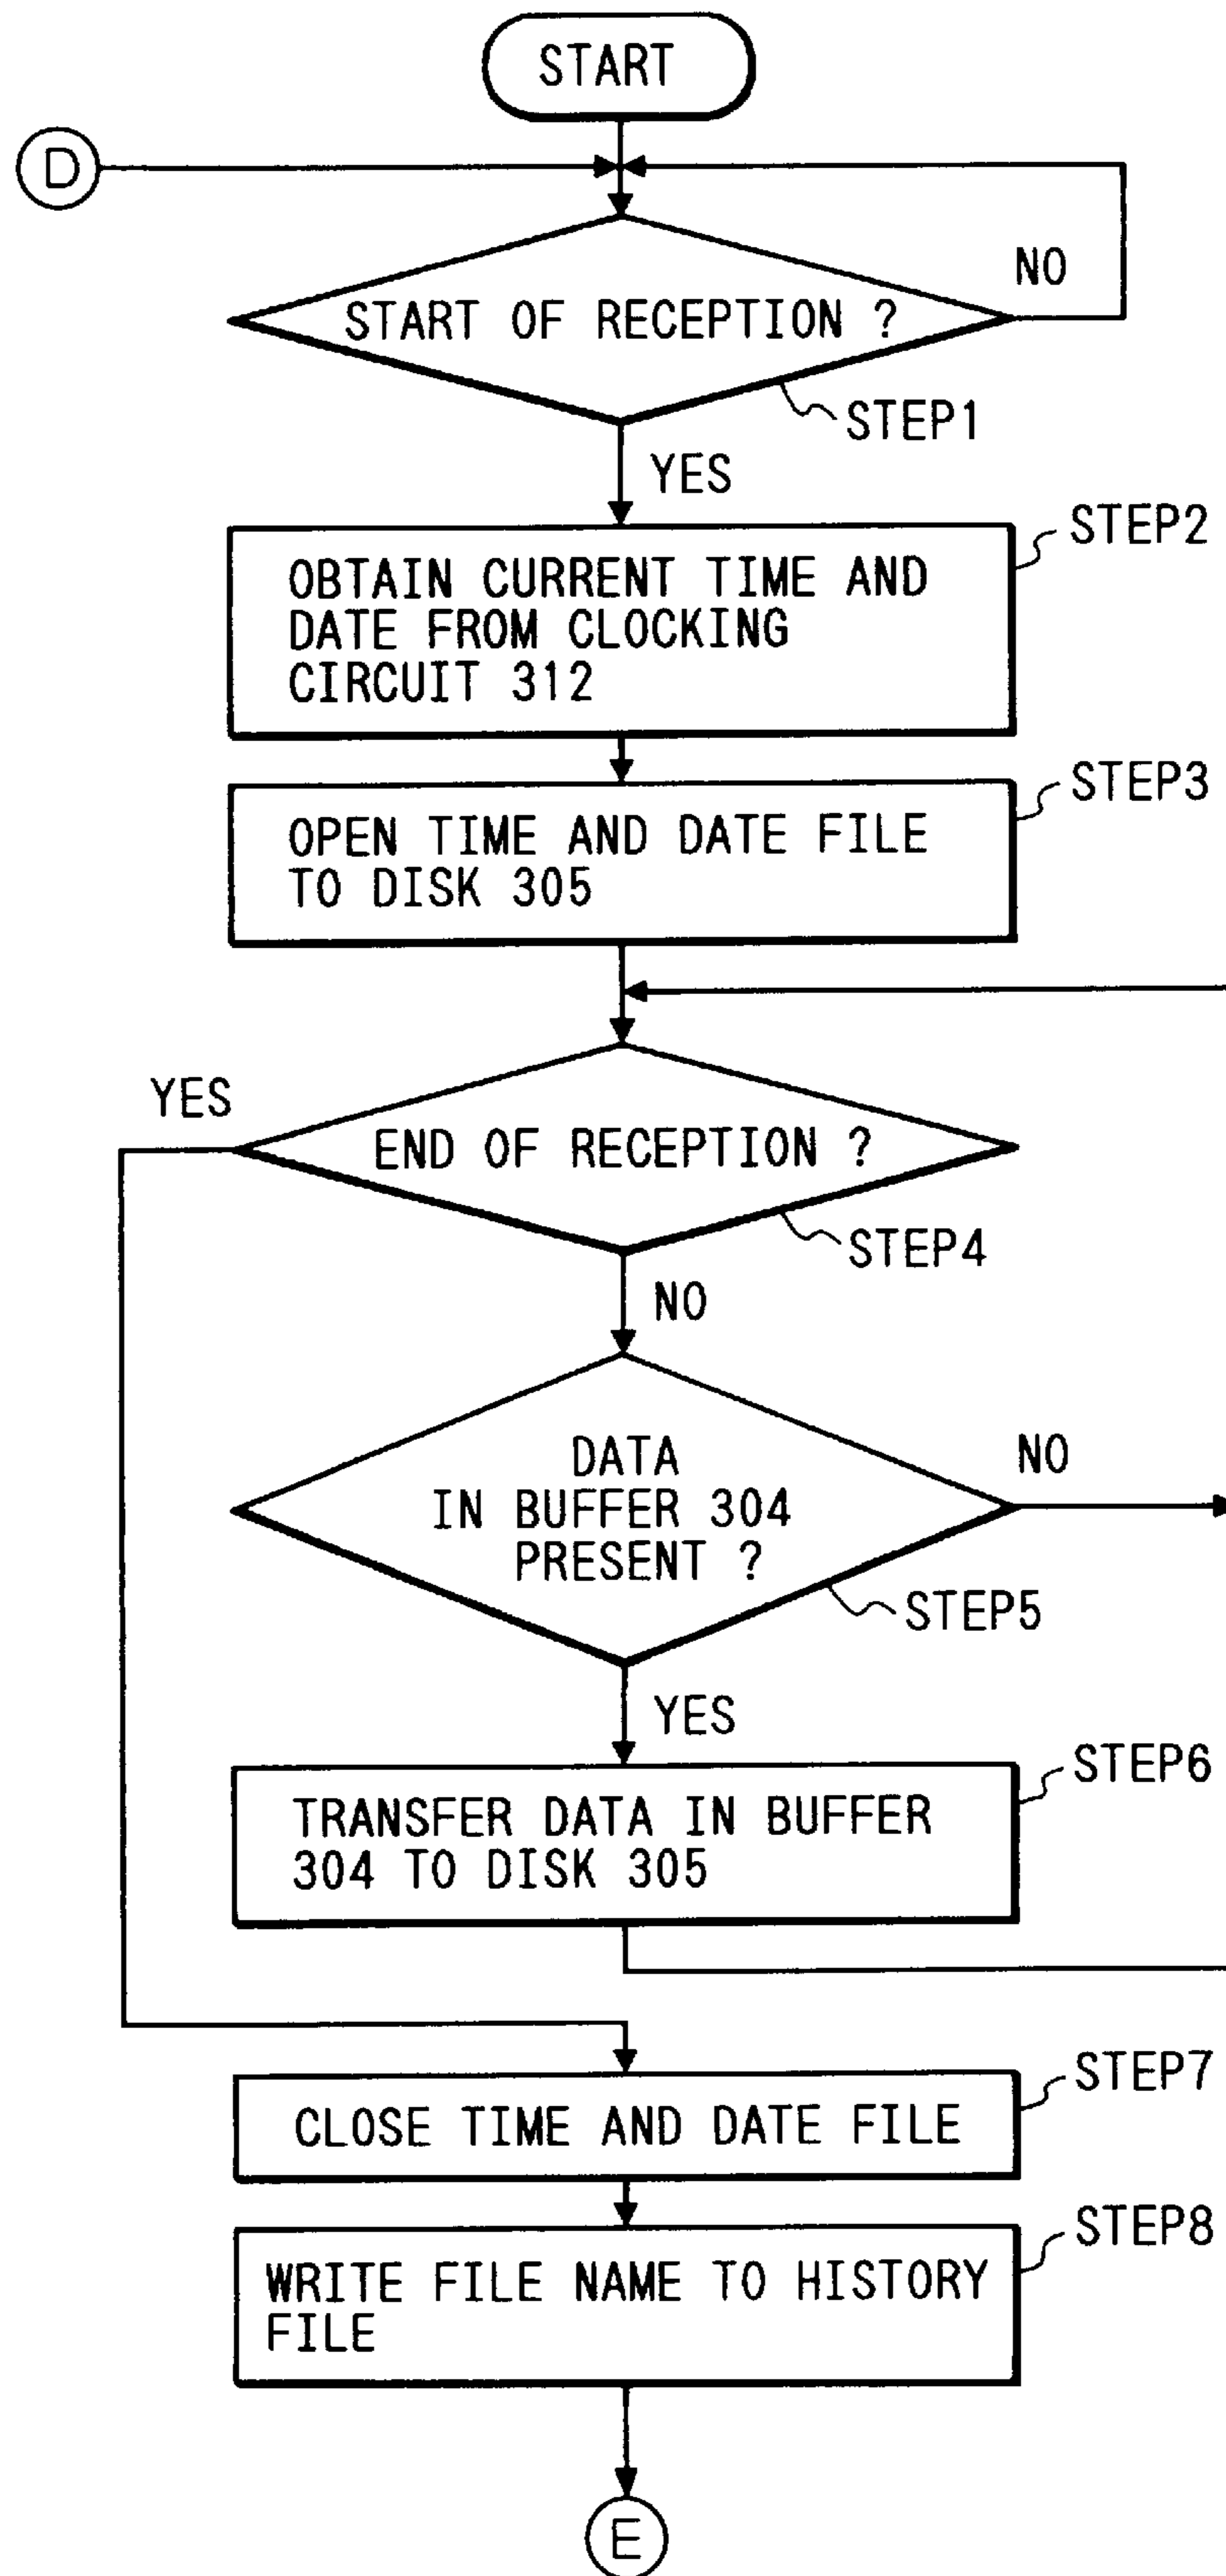 START
D
NO
START OF RECEPTION ?
STEP1
YES
STEP2
OBTAIN CURRENT TIME AND
DATE FROM CLOCKING
CIRCUIT 312
STEP3
OPEN TIME AND DATE FILE
TO DISK 305
YES
END OF RECEPTION ?
STEP4
NO
DATA
IN BUFFER 304
PRESENT ?
NO
STEP5
YES
STEP6
TRANSFER DATA IN BUFFER
304 TO DISK 305
STEP7
CLOSE TIME AND DATE FILE
STEP8
WRITE FILE NAME TO HISTORY
FILE
E